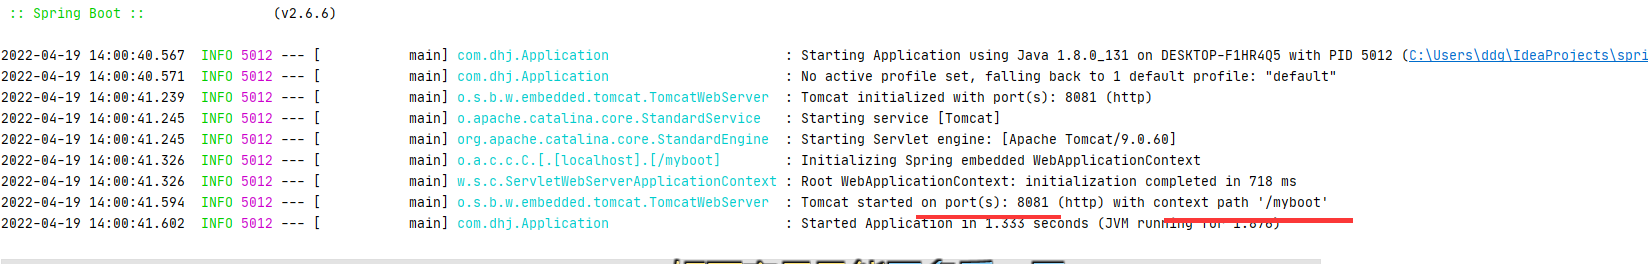 :: Spring Boot ::                (v2.6.6)
2022-04-19 14:00:40.567  INFO 5012 --- [           main] com.dhj.Application                      : Starting Application using Java 1.8.0_131 on DESKTOP-F1HR4Q5 with PID 5012 (C:\Users\ddq\IdeaProjects\spri
2022-04-19 14:00:40.571  INFO 5012 --- [           main] com.dhj.Application                      : No active profile set, falling back to 1 default profile: "default"
2022-04-19 14:00:41.239  INFO 5012 --- [           main] o.s.b.w.embedded.tomcat.TomcatWebServer  : Tomcat initialized with port(s): 8081 (http)
2022-04-19 14:00:41.245  INFO 5012 --- [           main] o.apache.catalina.core.StandardService   : Starting service [Tomcat]
2022-04-19 14:00:41.245  INFO 5012 --- [           main] org.apache.catalina.core.StandardEngine  : Starting Servlet engine: [Apache Tomcat/9.0.60]
2022-04-19 14:00:41.326  INFO 5012 --- [           main] o.a.c.c.C.[.[localhost].[/myboot]        : Initializing Spring embedded WebApplicationContext
2022-04-19 14:00:41.326  INFO 5012 --- [           main] w.s.c.ServletWebServerApplicationContext : Root WebApplicationContext: initialization completed in 718 ms
2022-04-19 14:00:41.594  INFO 5012 --- [           main] o.s.b.w.embedded.tomcat.TomcatWebServer  : Tomcat started on port(s): 8081 (http) with context path '/myboot'
2022-04-19 14:00:41.602  INFO 5012 --- [           main] com.dhj.Application                      : Started Application in 1.333 seconds (JVM running for